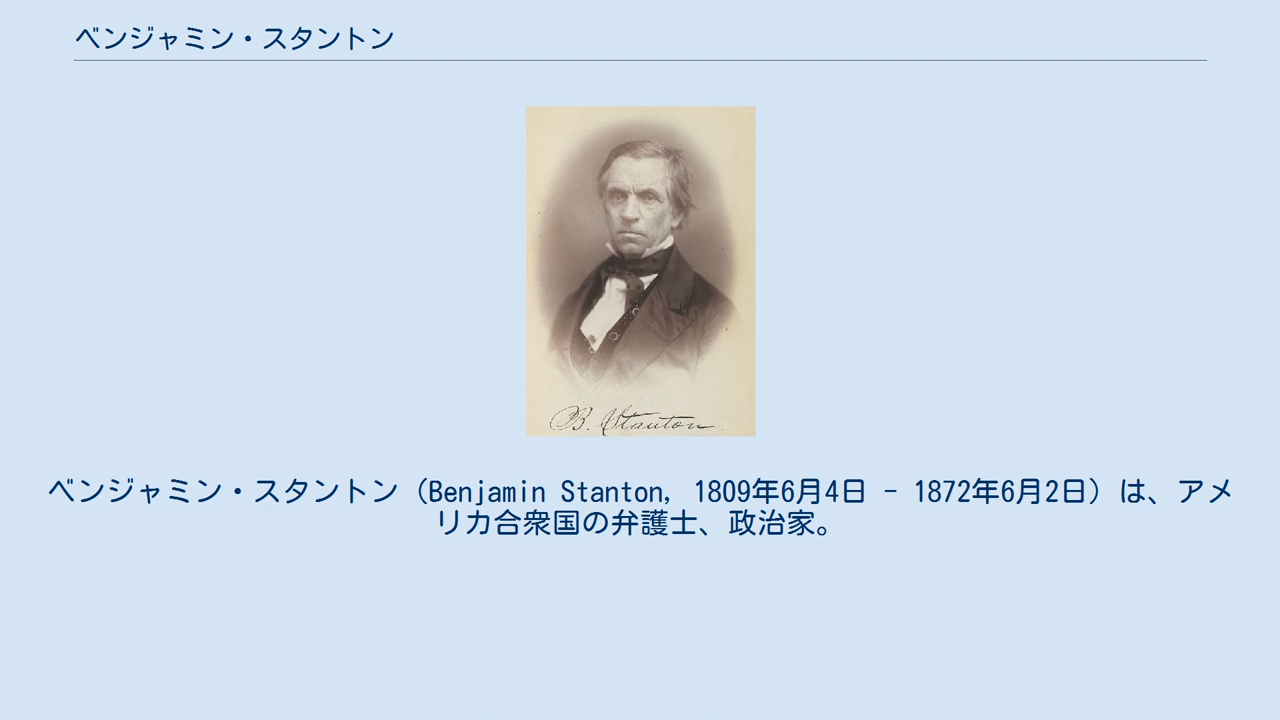 ベンジャミン・スタントン
B. Stanton
ベンジャミン・スタントン（Benjamin Stanton, 1809年6月4日 - 1872年6月2日）は、アメ
リカ合衆国の弁護士、政治家。